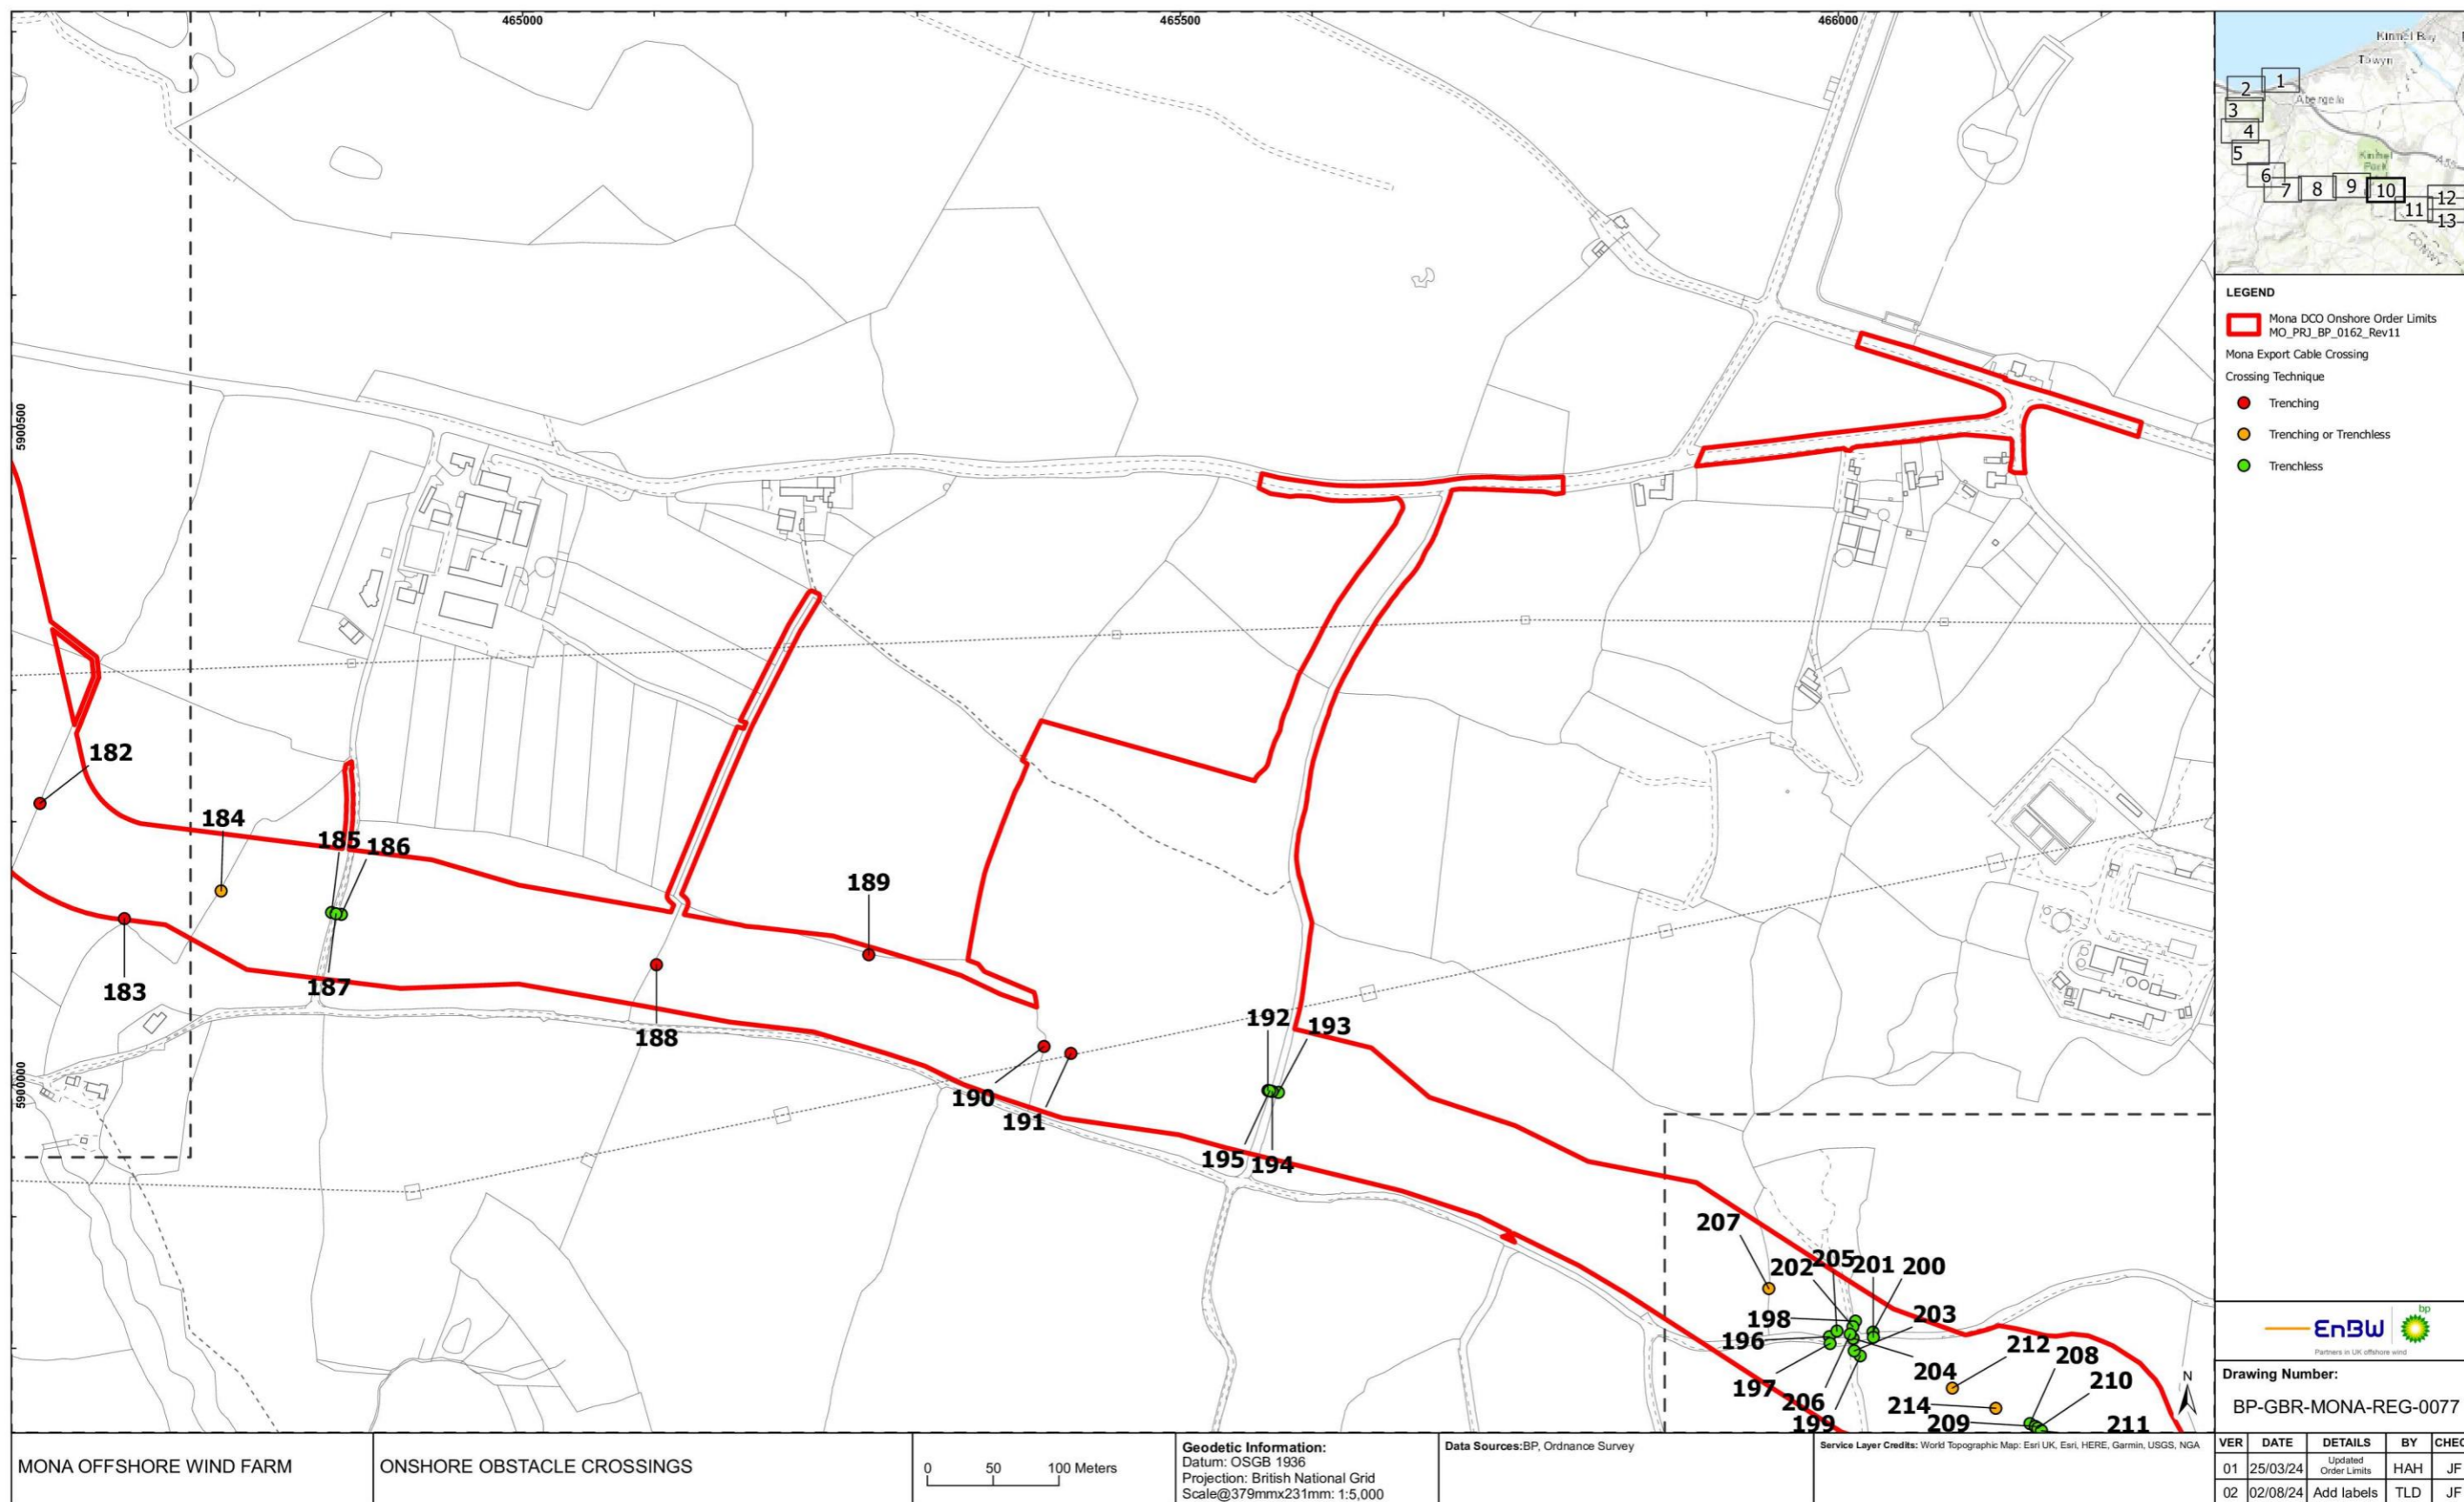 465000
465500
466000
5900500
5900000
182
184
185
186
189
183
187
188
190
191
192
193
195
194
207
202
205
201
200
198
203
196
212
208
204
210
197
206
214
209
199
211
N
Kinmel Bay
Towyn
Abergele
Kinmel
Park
A55
CONWY
1
2
3
4
5
6
7
8
9
10
11
12
13
LEGEND
Mona DCO Onshore Order Limits
MO_PRJ_BP_0162_Rev11
Mona Export Cable Crossing
Crossing Technique
Trenching
Trenching or Trenchless
Trenchless
EnBW
bp
Partners in UK offshore wind
Drawing Number:
BP-GBR-MONA-REG-0077
MONA OFFSHORE WIND FARM
ONSHORE OBSTACLE CROSSINGS
0 50 100 Meters
Geodetic Information:
Datum: OSGB 1936
Projection: British National Grid
Scale@379mmx231mm: 1:5,000
Data Sources:BP, Ordnance Survey
Service Layer Credits: World Topographic Map: Esri UK, Esri, HERE, Garmin, USGS, NGA
VER DATE DETAILS BY CHEC
01 25/03/24 Updated Order Limits HAH JF
02 02/08/24 Add labels TLD JF